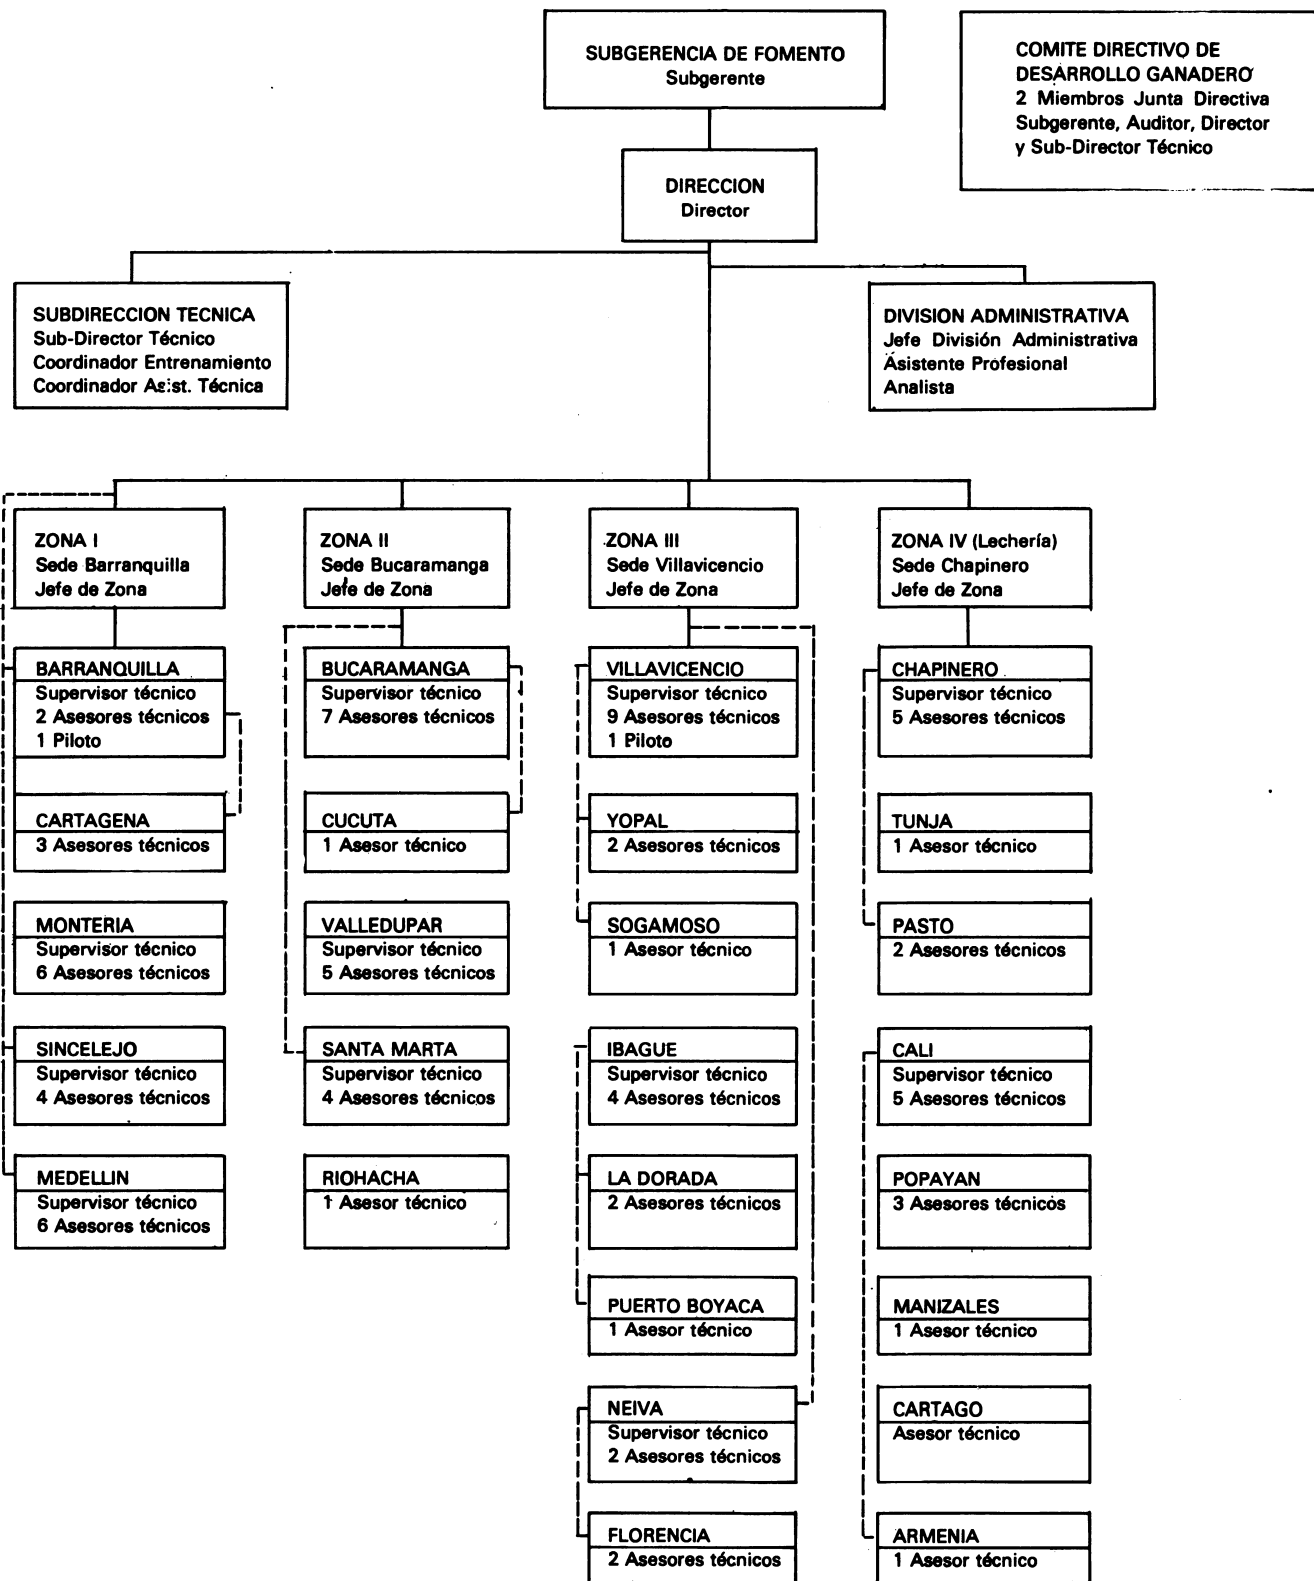 SUBGERENCIA DE FOMENTO
Subgerente
COMITE DIRECTIVO DE
DESARROLLO GANADERO
2 Miembros Junta Directiva
Subgerente, Auditor, Director
y Sub-Director Técnico
DIRECCION
Director
SUBDIRECCION TECNICA
Sub-Director Técnico
Coordinador Entrenamiento
Coordinador Asist. Técnica
DIVISION ADMINISTRATIVA
Jefe División Administrativa
Asistente Profesional
Analista
ZONA I
Sede Barranquilla
Jefe de Zona
ZONA II
Sede Bucaramanga
Jefe de Zona
ZONA III
Sede Villavicencio
Jefe de Zona
ZONA IV (Lechería)
Sede Chapinero
Jefe de Zona
BARRANQUILLA
Supervisor técnico
2 Asesores técnicos
1 Piloto
CARTAGENA
3 Asesores técnicos
MONTERIA
Supervisor técnico
6 Asesores técnicos
SINCELEJO
Supervisor técnico
4 Asesores técnicos
MEDELLIN
Supervisor técnico
6 Asesores técnicos
BUCARAMANGA
Supervisor técnico
7 Asesores técnicos
CUCUTA
1 Asesor técnico
VALLEDUPAR
Supervisor técnico
5 Asesores técnicos
SANTA MARTA
Supervisor técnico
4 Asesores técnicos
RIOHACHA
1 Asesor técnico
VILLAVICENCIO
Supervisor técnico
9 Asesores técnicos
1 Piloto
YOPAL
2 Asesores técnicos
SOGAMOSO
1 Asesor técnico
IBAGUE
Supervisor técnico
4 Asesores técnicos
LA DORADA
2 Asesores técnicos
PUERTO BOYACA
1 Asesor técnico
NEIVA
Supervisor técnico
2 Asesores técnicos
FLORENCIA
2 Asesores técnicos
CHAPINERO
Supervisor técnico
5 Asesores técnicos
TUNJA
1 Asesor técnico
PASTO
2 Asesores técnicos
CALI
Supervisor técnico
5 Asesores técnicos
POPAYAN
3 Asesores técnicos
MANIZALES
1 Asesor técnico
CARTAGO
Asesor técnico
ARMENIA
1 Asesor técnico